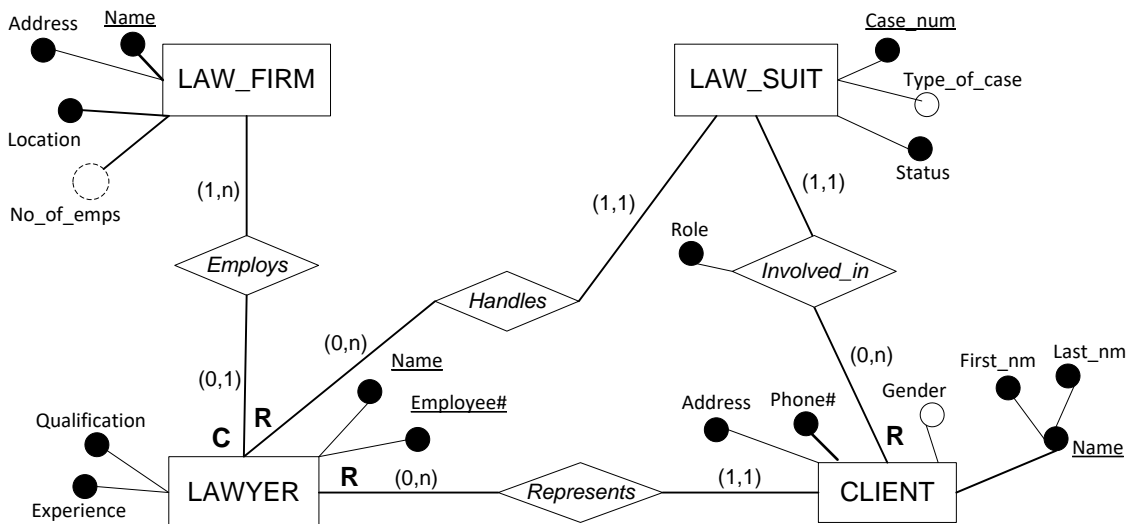 Address
Name
Case_num
LAW_FIRM
LAW_SUIT
Type_of_case
Location
Status
No_of_emps
(1,n)
(1,1)
(1,1)
Role
Employs
Involved_in
Handles
(0,n)
(0,1)
Name
(0,n)
First_nm
Last_nm
Gender
Qualification
R
Employee#
Address
Phone#
C
R
Name
Experience
LAWYER
R
(0,n)
Represents
(1,1)
CLIENT